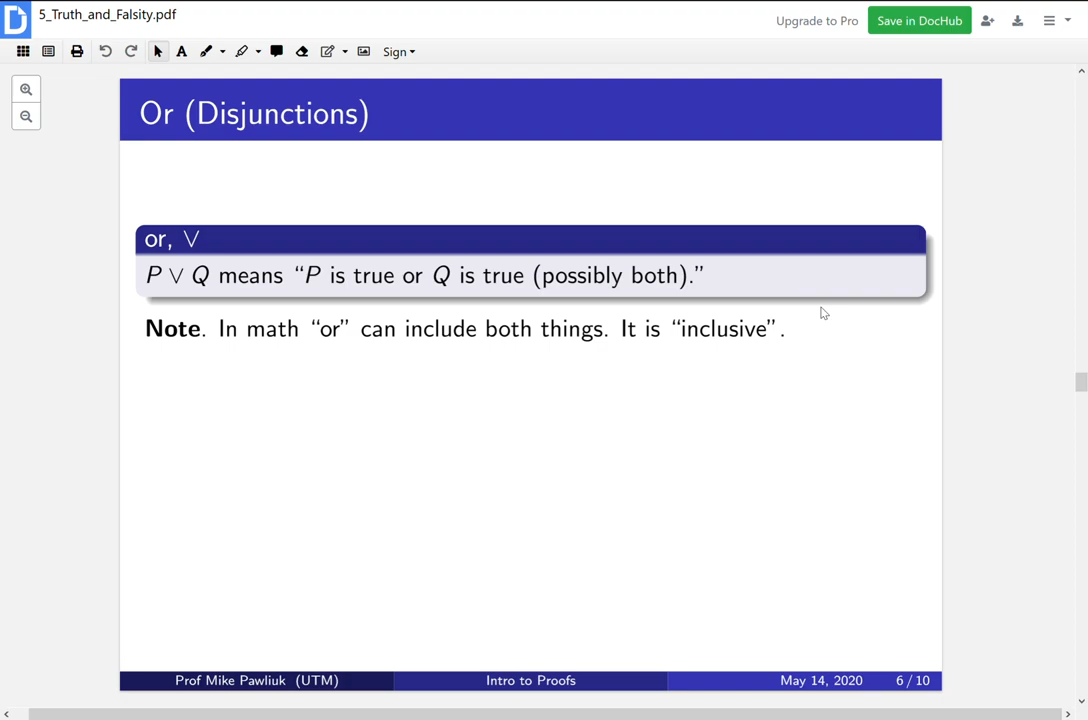 5_Truth_and_Falsity.pdf
Upgrade to Pro
Save in DocHub
A
Sign
Or (Disjunctions)
or, ∨
P ∨ Q means “P is true or Q is true (possibly both).”
Note. In math “or” can include both things. It is “inclusive”.
Prof Mike Pawliuk (UTM)
Intro to Proofs
May 14, 2020
6 / 10